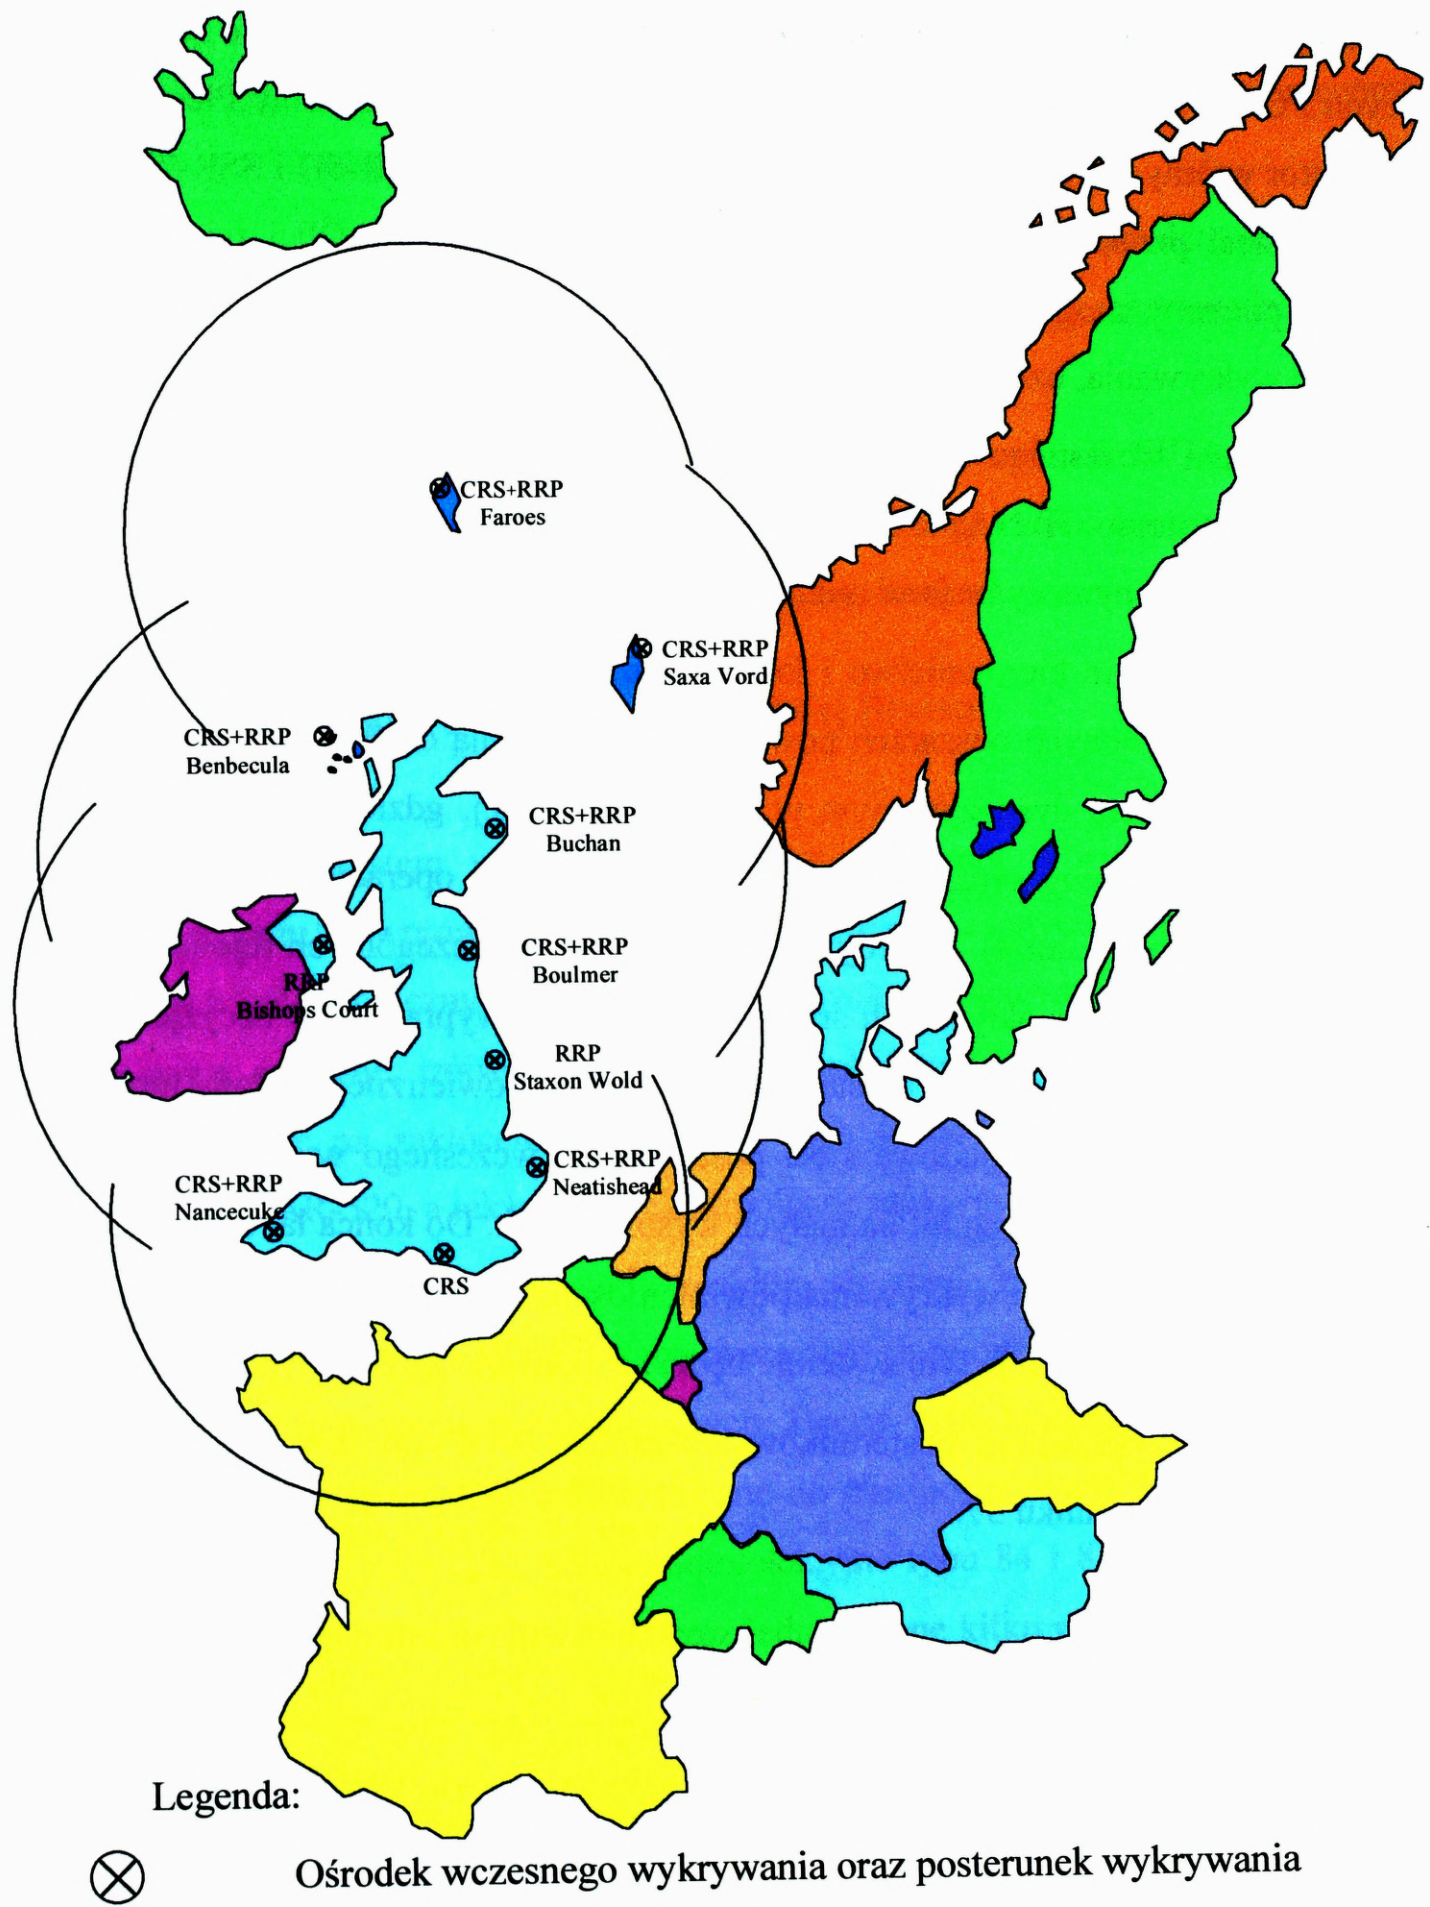 CRS+RRP
Faroes
CRS+RRP
Saxa Vord
CRS+RRP
Benbecula
CRS+RRP
Buchan
CRS+RRP
Boulmer
RRP
Bishops Court
RRP
Staxon Wold
CRS+RRP
Neatishead
CRS+RRP
Nancecuke
CRS
Legenda:
Ośrodek wczesnego wykrywania oraz posterunek wykrywania